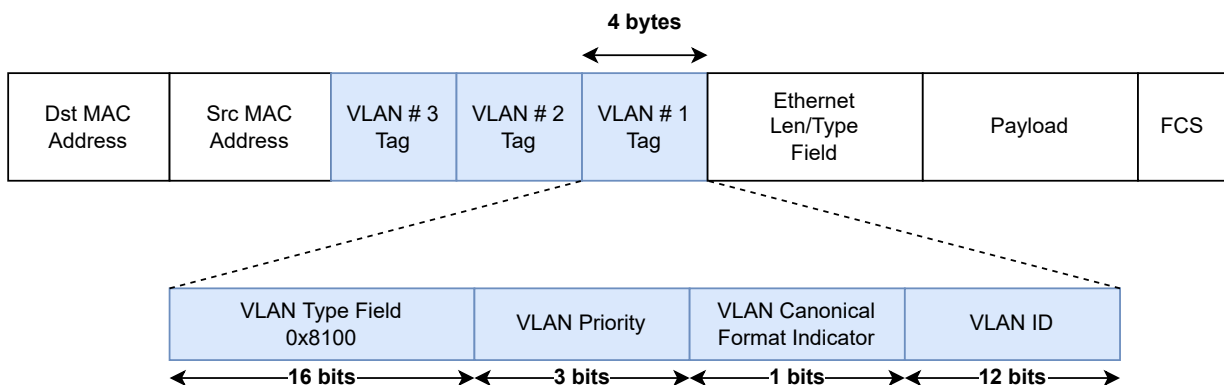 4 bytes
Dst MAC
Address
Src MAC
Address
VLAN # 3
Tag
VLAN # 2
Tag
VLAN # 1
Tag
Ethernet
Len/Type
Field
Payload
FCS
VLAN Type Field
0x8100
VLAN Priority
VLAN Canonical
Format Indicator
VLAN ID
16 bits
3 bits
1 bits
12 bits